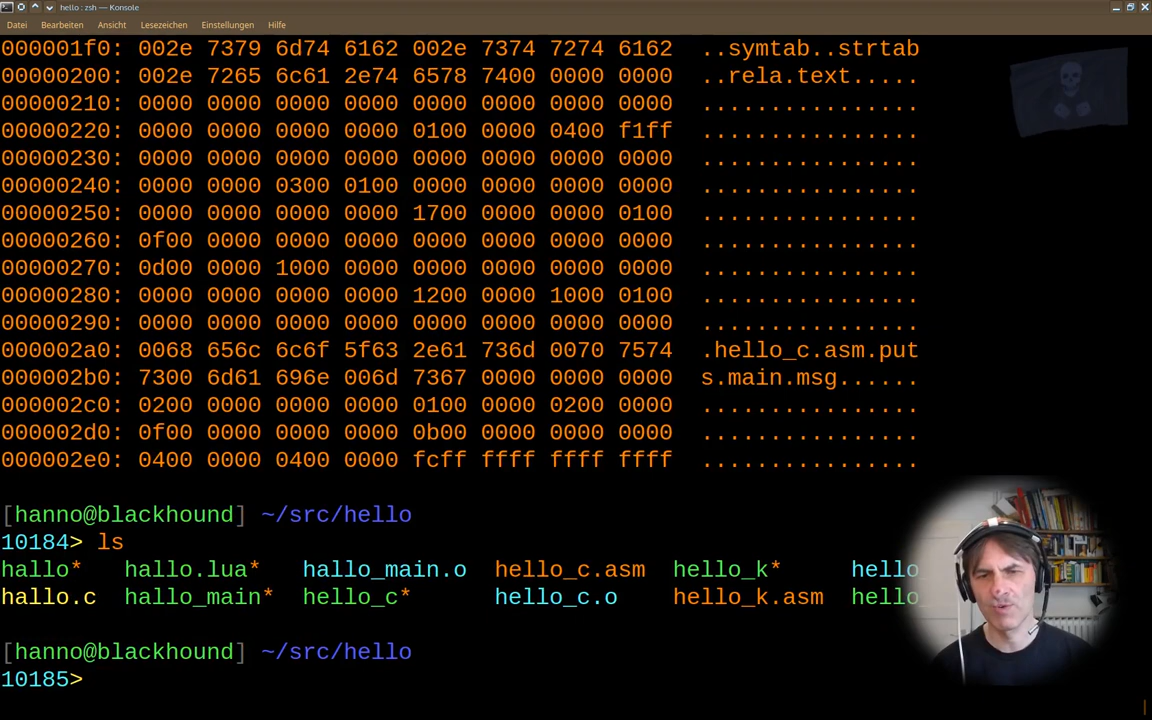 hello : zsh — Konsole
Datei Bearbeiten Ansicht Lesezeichen Einstellungen Hilfe
000001f0: 002e 7379 6d74 6162 002e 7374 7274 6162 ..symtab..strtab
00000200: 002e 7265 6c61 2e74 6578 7400 0000 0000 ..rela.text.....
00000210: 0000 0000 0000 0000 0000 0000 0000 0000 ................
00000220: 0000 0000 0000 0000 0100 0000 0400 f1ff ................
00000230: 0000 0000 0000 0000 0000 0000 0000 0000 ................
00000240: 0000 0000 0300 0100 0000 0000 0000 0000 ................
00000250: 0000 0000 0000 0000 1700 0000 0000 0100 ................
00000260: 0f00 0000 0000 0000 0000 0000 0000 0000 ................
00000270: 0d00 0000 1000 0000 0000 0000 0000 0000 ................
00000280: 0000 0000 0000 0000 1200 0000 1000 0100 ................
00000290: 0000 0000 0000 0000 0000 0000 0000 0000 ................
000002a0: 0068 656c 6c6f 5f63 2e61 736d 0070 7574 .hello_c.asm.put
000002b0: 7300 6d61 696e 006d 7367 0000 0000 0000 s.main.msg......
000002c0: 0200 0000 0000 0000 0100 0000 0200 0000 ................
000002d0: 0f00 0000 0000 0000 0b00 0000 0000 0000 ................
000002e0: 0400 0000 0400 0000 fcff ffff ffff ffff ................
[hanno@blackhound] ~/src/hello
10184> ls
hallo* hallo.lua* hallo_main.o hello_c.asm hello_k* hello
hallo.c hallo_main* hello_c* hello_c.o hello_k.asm hello
[hanno@blackhound] ~/src/hello
10185>